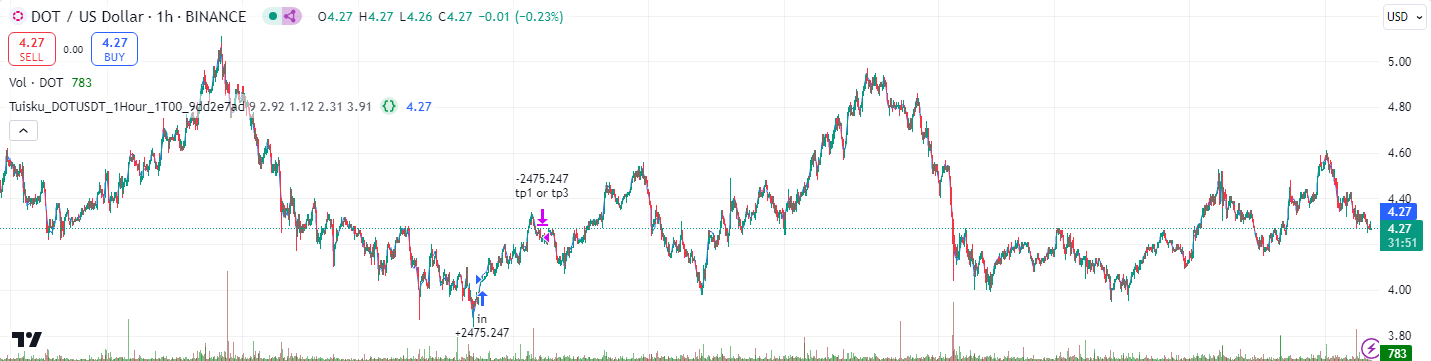 DOT / US Dollar · 1h · BINANCE O4.27 H4.27 L4.26 C4.27 −0.01 (−0.23%)
USD
4.27
SELL
0.00
4.27
BUY
Vol · DOT 783
Tuisku_DOTUSDT_1Hour_1T00_9dd2e7ad 9 2.92 1.12 2.31 3.91 {} 4.27
-2475.247
tp1 or tp3
in
+2475.247
5.00
4.80
4.60
4.40
4.27
4.27
31:51
4.00
3.80
783